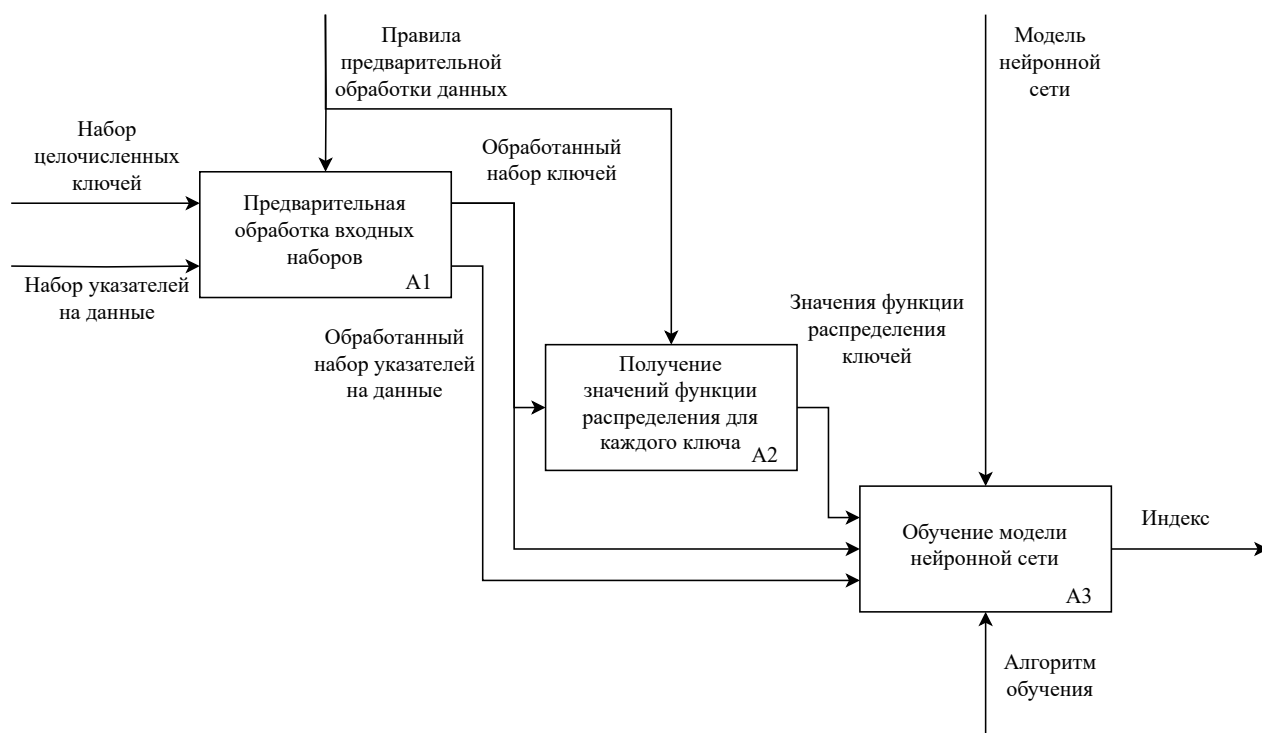 Правила
предварительной
обработки данных
Модель
нейронной
сети
Набор
целочисленных
ключей
Обработанный
набор ключей
Предварительная
обработка входных
наборов
A1
Набор указателей
на данные
Обработанный
набор указателей
на данные
Значения функции
распределения
ключей
Получение
значений функции
распределения для
каждого ключа
A2
Обучение модели
нейронной сети
A3
Индекс
Алгоритм
обучения